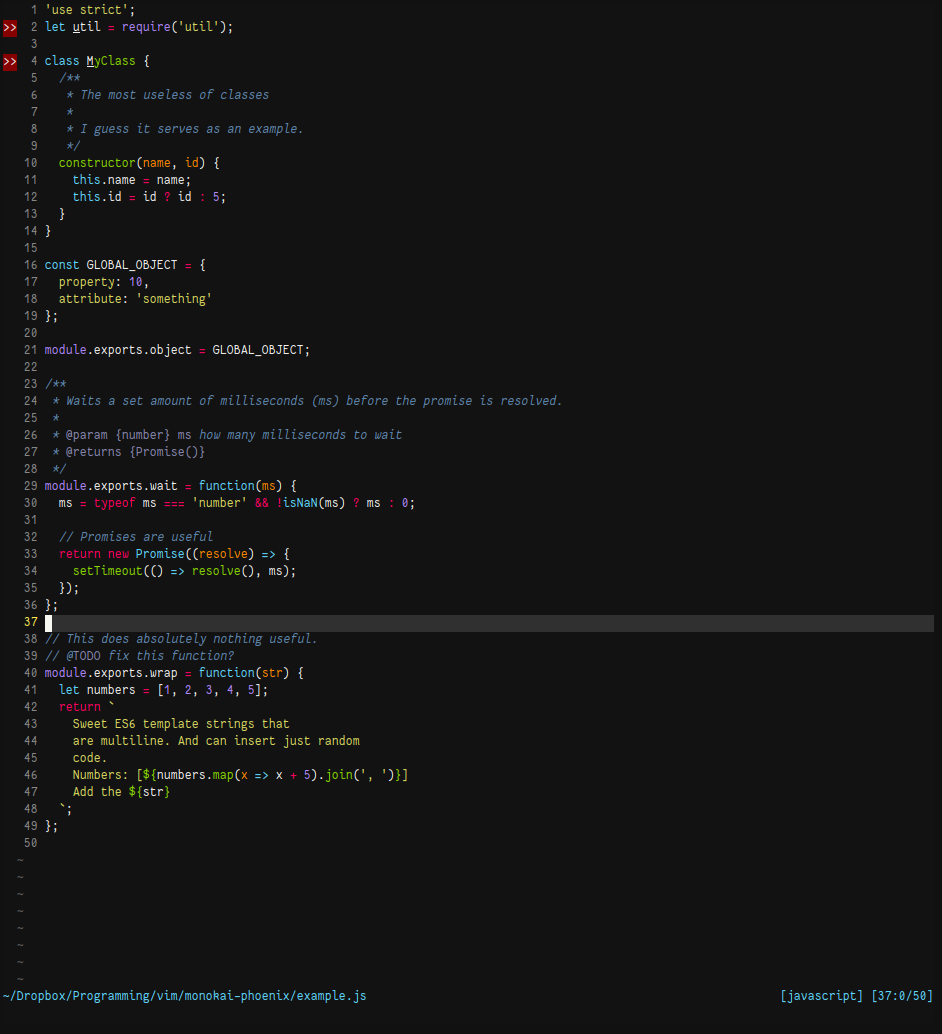 1 'use strict';
>> 2 let util = require('util');
3
>> 4 class MyClass {
5   /**
6    * The most useless of classes
7    *
8    * I guess it serves as an example.
9    */
10   constructor(name, id) {
11     this.name = name;
12     this.id = id ? id : 5;
13   }
14 }
15
16 const GLOBAL_OBJECT = {
17   property: 10,
18   attribute: 'something'
19 };
20
21 module.exports.object = GLOBAL_OBJECT;
22
23 /**
24  * Waits a set amount of milliseconds (ms) before the promise is resolved.
25  *
26  * @param {number} ms how many milliseconds to wait
27  * @returns {Promise()}
28  */
29 module.exports.wait = function(ms) {
30   ms = typeof ms === 'number' && !isNaN(ms) ? ms : 0;
31
32   // Promises are useful
33   return new Promise((resolve) => {
34     setTimeout(() => resolve(), ms);
35   });
36 };
37
38 // This does absolutely nothing useful.
39 // @TODO fix this function?
40 module.exports.wrap = function(str) {
41   let numbers = [1, 2, 3, 4, 5];
42   return `
43     Sweet ES6 template strings that
44     are multiline. And can insert just random
45     code.
46     Numbers: [${numbers.map(x => x + 5).join(', ')}]
47     Add the ${str}
48   `;
49 };
50
~
~
~
~
~
~
~
~
~/Dropbox/Programming/vim/monokai-phoenix/example.js [javascript] [37:0/50]